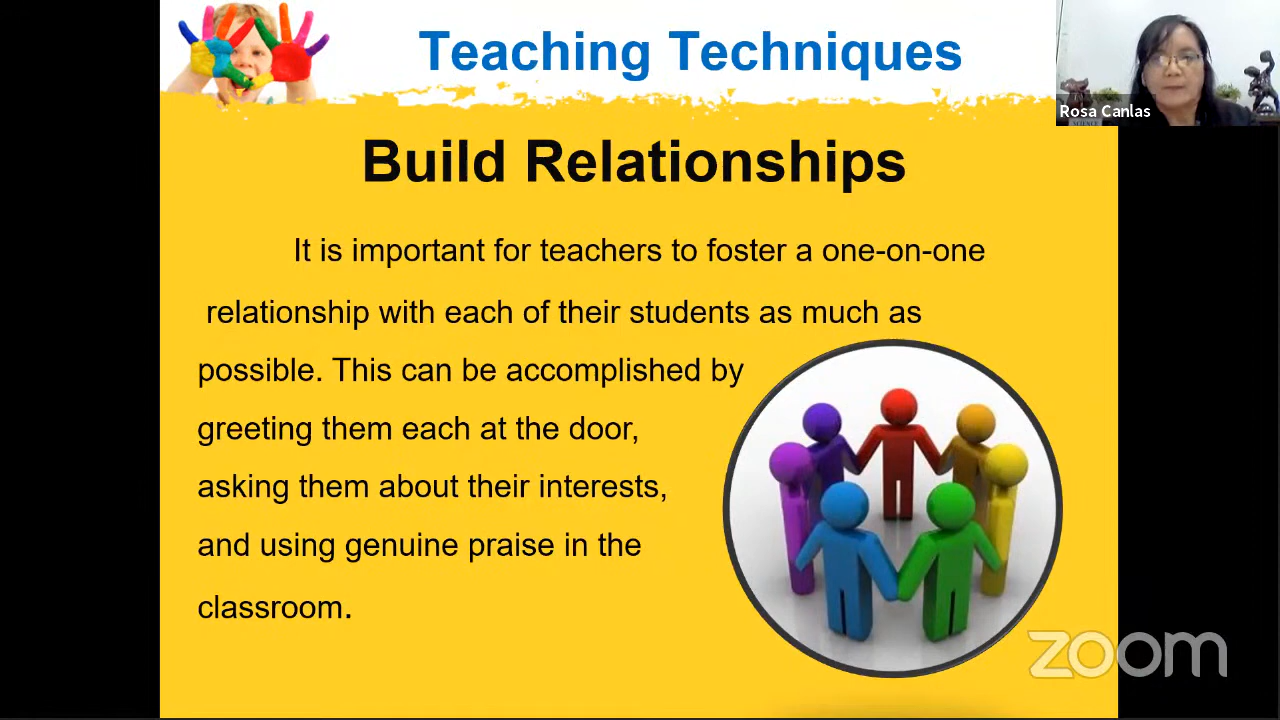 Teaching Techniques
Rosa Canlas
Build Relationships
It is important for teachers to foster a one-on-one
relationship with each of their students as much as
possible. This can be accomplished by
greeting them each at the door,
asking them about their interests,
and using genuine praise in the
classroom.
zoom